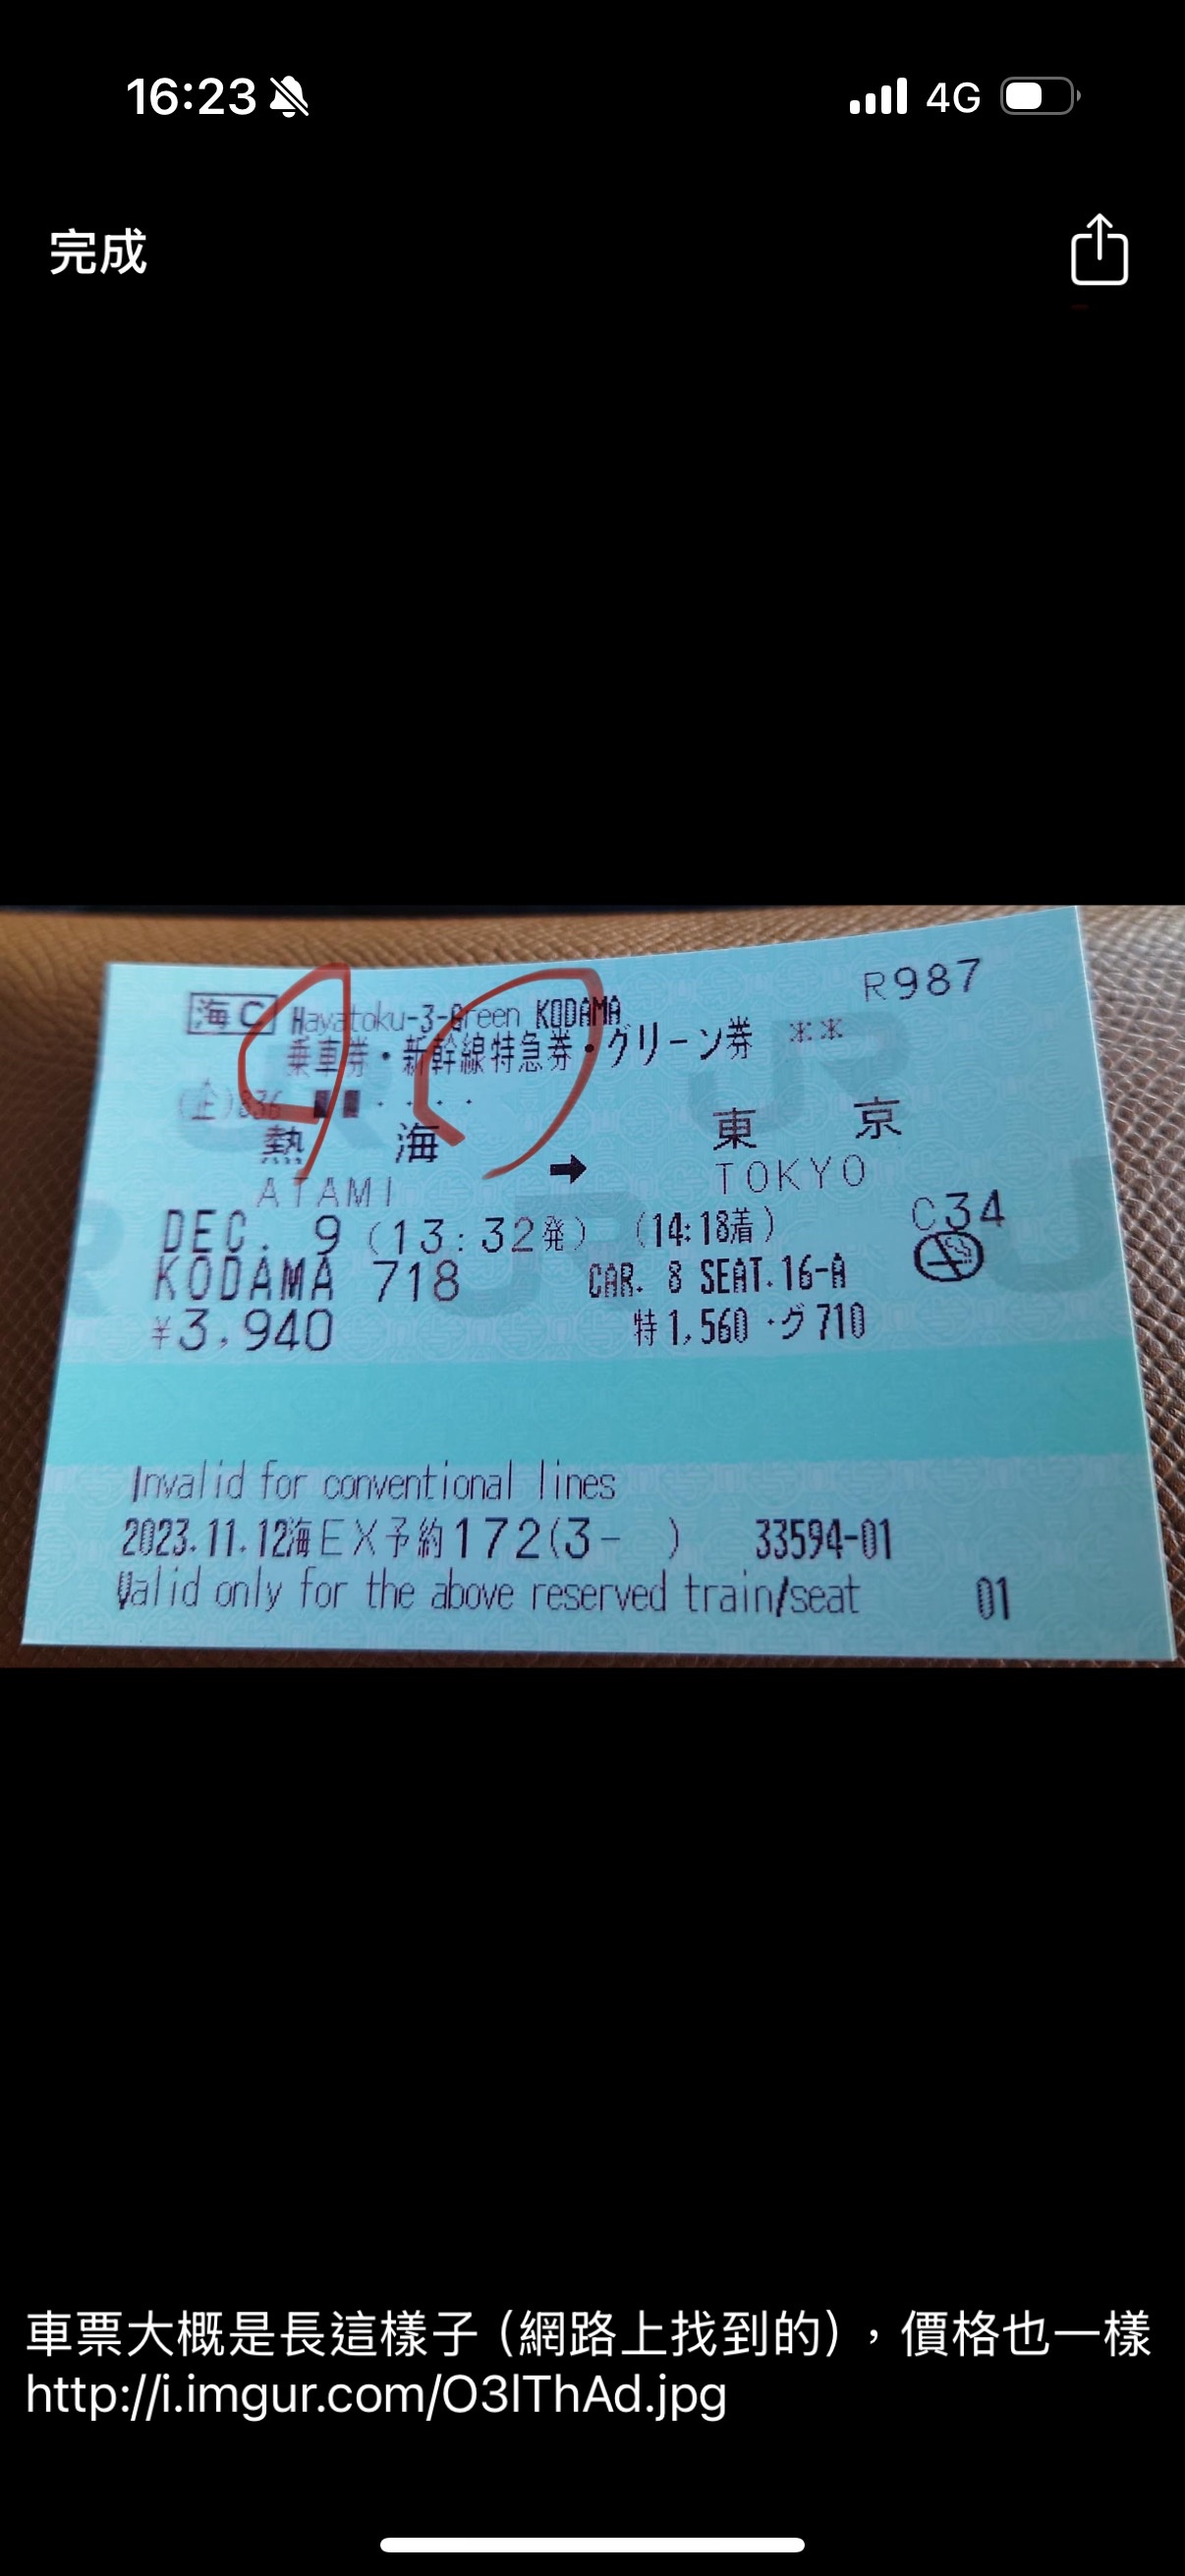 16:23
4G
完成
R987
海C Hayatoku-3-Green KODAMA
乗車券・新幹線特急券・グリーン券 **
(企)836 ■■・・・・
熱海 → 東京
ATAMI TOKYO
DEC. 9 (13:32発) (14:18着) C34
KODAMA 718 CAR. 8 SEAT.16-A
¥3,940 特1,560・グ710
Invalid for conventional lines
2023.11.12海EX予約172(3- ) 33594-01
Valid only for the above reserved train/seat 01
車票大概是長這樣子(網路上找到的),價格也一樣
http://i.imgur.com/O3lThAd.jpg